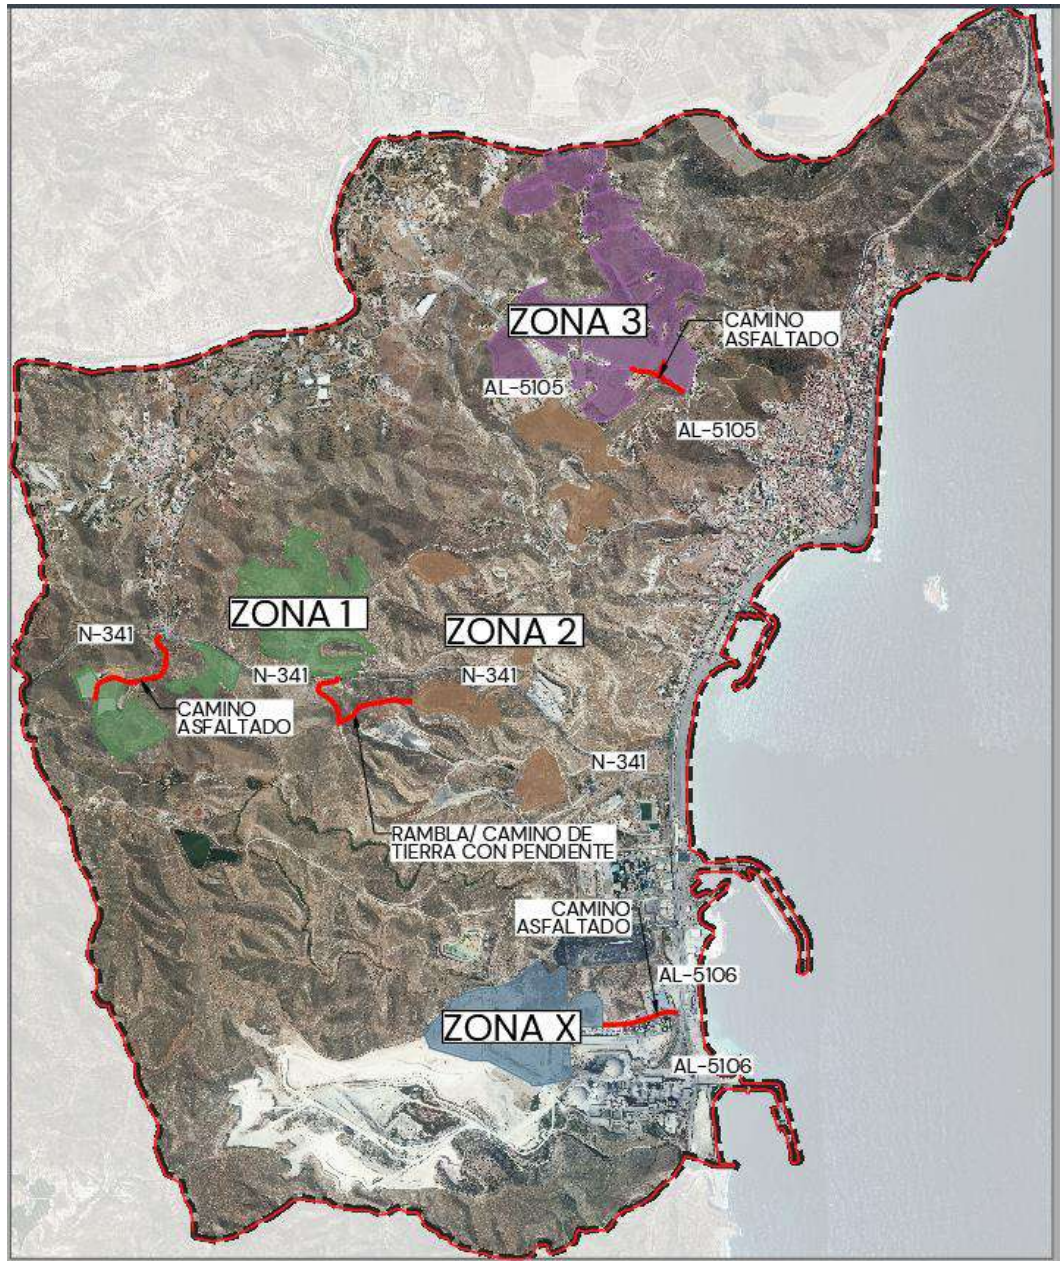 ZONA 3
CAMINO
ASFALTADO
AL-5105
AL-5105
ZONA 1
ZONA 2
N-341
N-341
N-341
CAMINO
ASFALTADO
N-341
RAMBLA/ CAMINO DE
TIERRA CON PENDIENTE
CAMINO
ASFALTADO
AL-5106
ZONA X
AL-5106